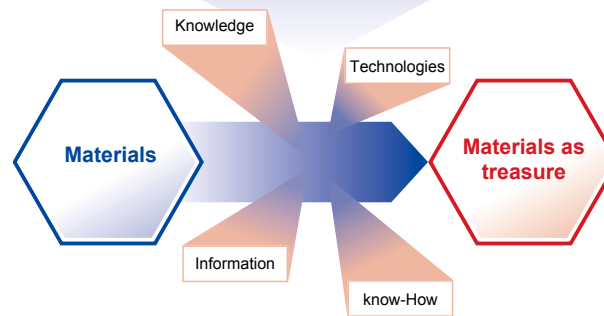 Knowledge
Technologies
Materials
Materials as
treasure
Information
know-How